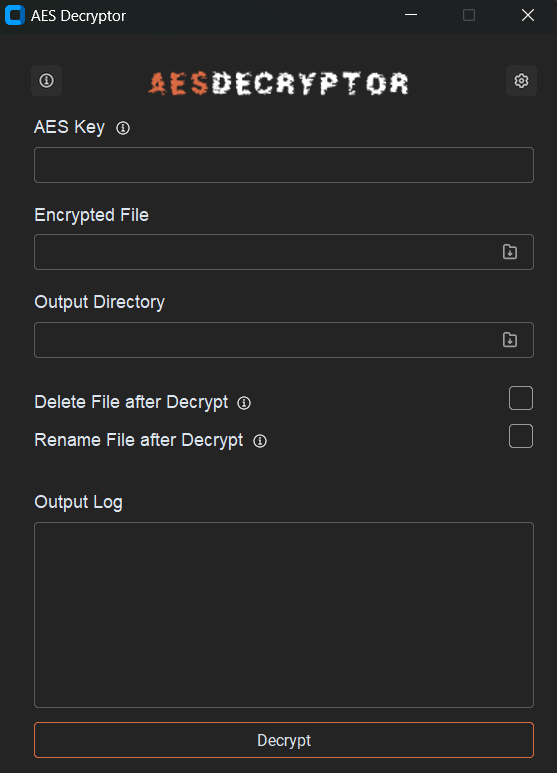 AES Decryptor
AESDECRYPTOR
AES Key
Encrypted File
Output Directory
Delete File after Decrypt
Rename File after Decrypt
Output Log
Decrypt